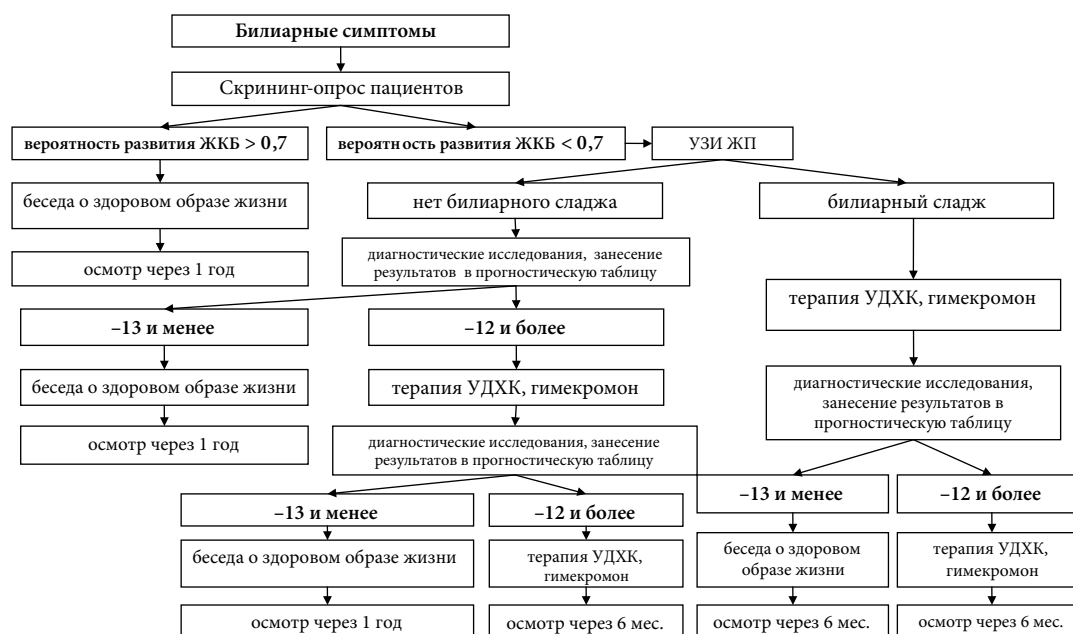 Билиарные симптомы
Скрининг-опрос пациентов
вероятность развития ЖКБ > 0,7
вероятность развития ЖКБ < 0,7
УЗИ ЖП
беседа о здоровом образе жизни
нет билиарного сладжа
билиарный сладж
осмотр через 1 год
диагностические исследования, занесение
результатов в прогностическую таблицу
терапия УДХК, гимекромон
–13 и менее
–12 и более
беседа о здоровом образе жизни
терапия УДХК, гимекромон
диагностические исследования,
занесение результатов в
прогностическую таблицу
осмотр через 1 год
диагностические исследования, занесение
результатов в прогностическую таблицу
–13 и менее
–12 и более
–13 и менее
–12 и более
беседа о здоровом образе жизни
терапия УДХК,
гимекромон
беседа о здоровом
образе жизни
терапия УДХК,
гимекромон
осмотр через 1 год
осмотр через 6 мес.
осмотр через 6 мес.
осмотр через 6 мес.